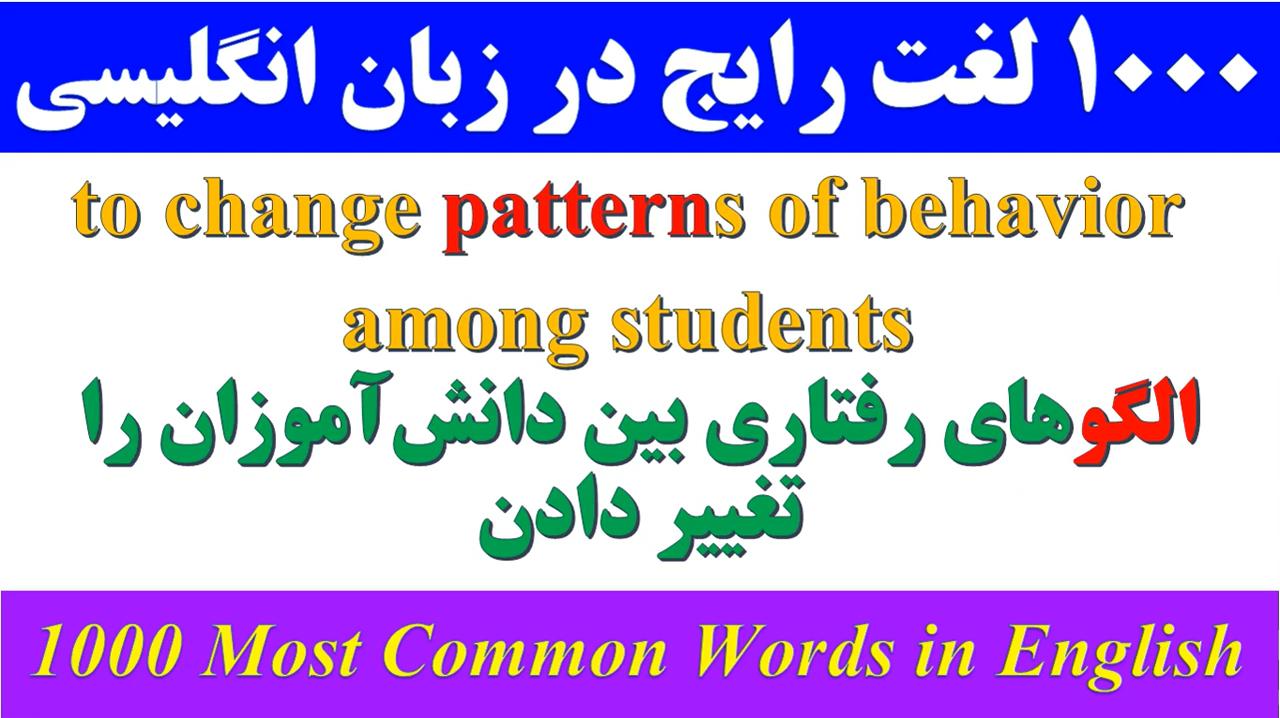 ۱۰۰۰ لغت رایج در زبان انگلیسی
to change patterns of behavior
among students
الگوهای رفتاری بین دانش‌آموزان را
تغییر دادن
1000 Most Common Words in English